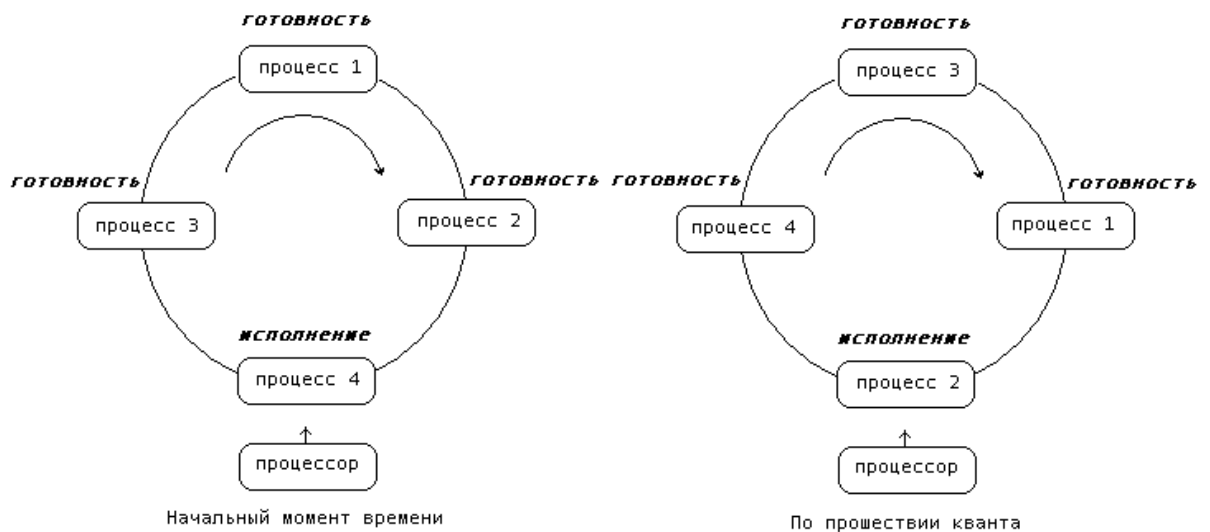 готовность
процесс 1
готовность
процесс 3
готовность
процесс 2
исполнение
процесс 4
процессор
Начальный момент времени
готовность
процесс 3
готовность
процесс 4
готовность
процесс 1
исполнение
процесс 2
процессор
По прошествии кванта